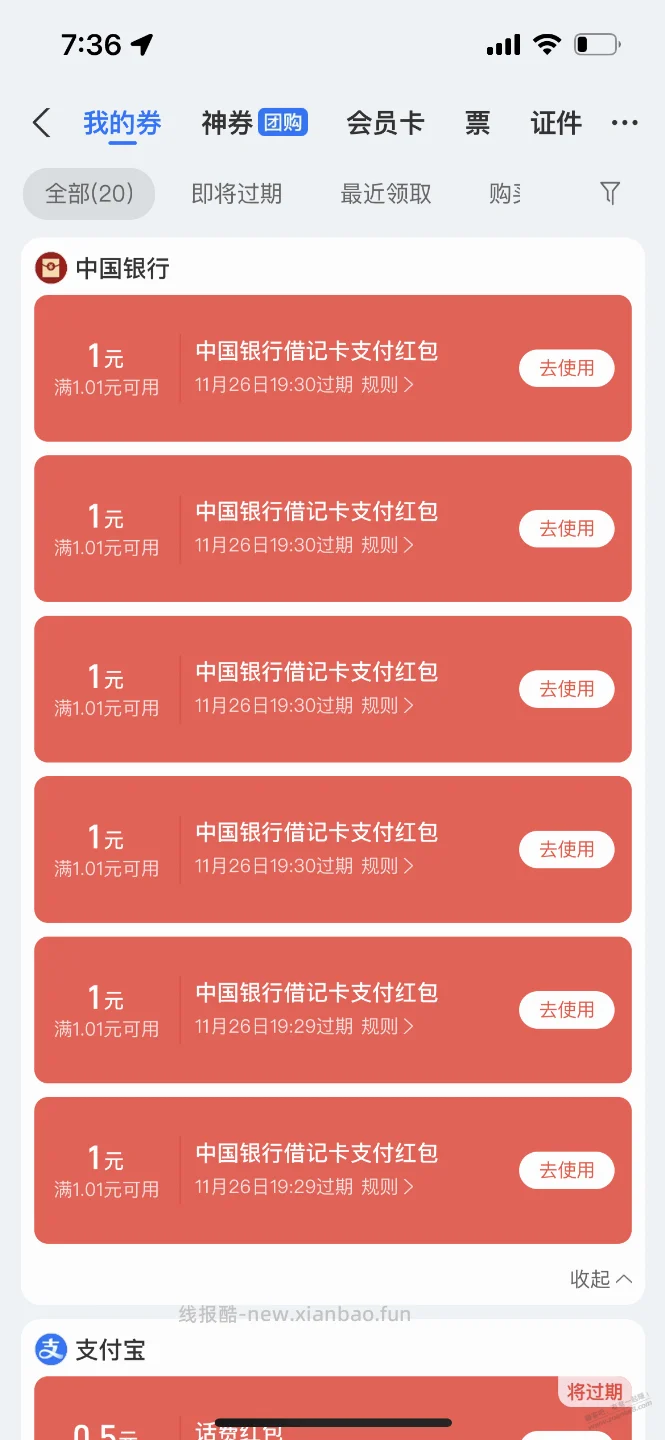 7:36
我的券 神券 团购 会员卡 票 证件
全部(20) 即将过期 最近领取 购
中国银行
1元
满1.01元可用
中国银行借记卡支付红包
11月26日19:30过期 规则
去使用
1元
满1.01元可用
中国银行借记卡支付红包
11月26日19:30过期 规则
去使用
1元
满1.01元可用
中国银行借记卡支付红包
11月26日19:30过期 规则
去使用
1元
满1.01元可用
中国银行借记卡支付红包
11月26日19:30过期 规则
去使用
1元
满1.01元可用
中国银行借记卡支付红包
11月26日19:29过期 规则
去使用
1元
满1.01元可用
中国银行借记卡支付红包
11月26日19:29过期 规则
去使用
收起
线报酷-new.xianbao.fun
支 支付宝
将过期
0.5元
话费红包